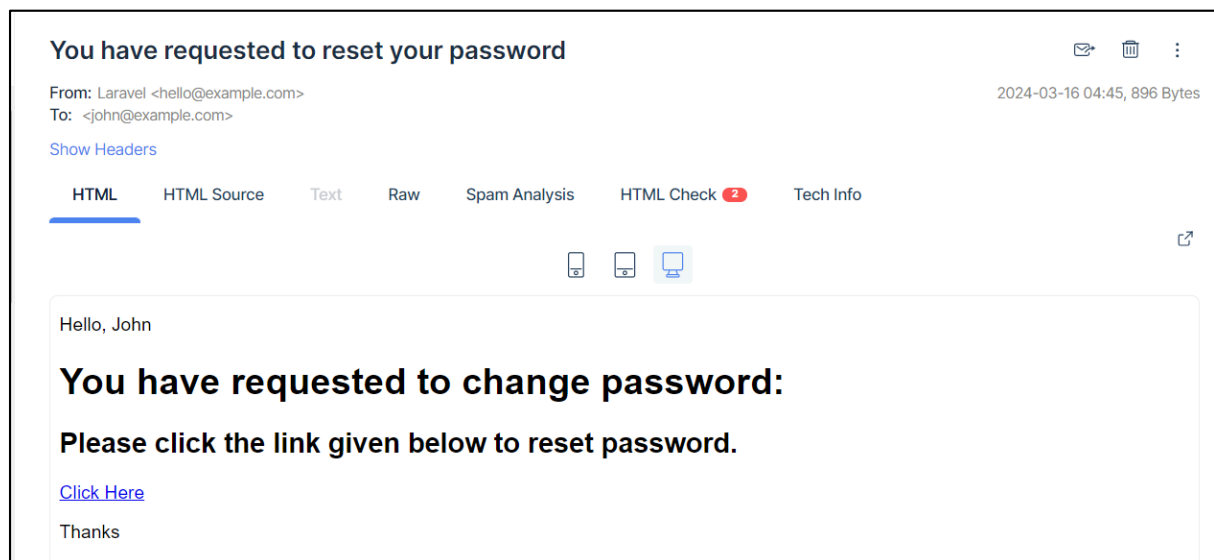 You have requested to reset your password
From: Laravel <hello@example.com>
2024-03-16 04:45, 896 Bytes
To: <john@example.com>
Show Headers
HTML HTML Source Text Raw Spam Analysis HTML Check 2 Tech Info
Hello, John
You have requested to change password:
Please click the link given below to reset password.
Click Here
Thanks